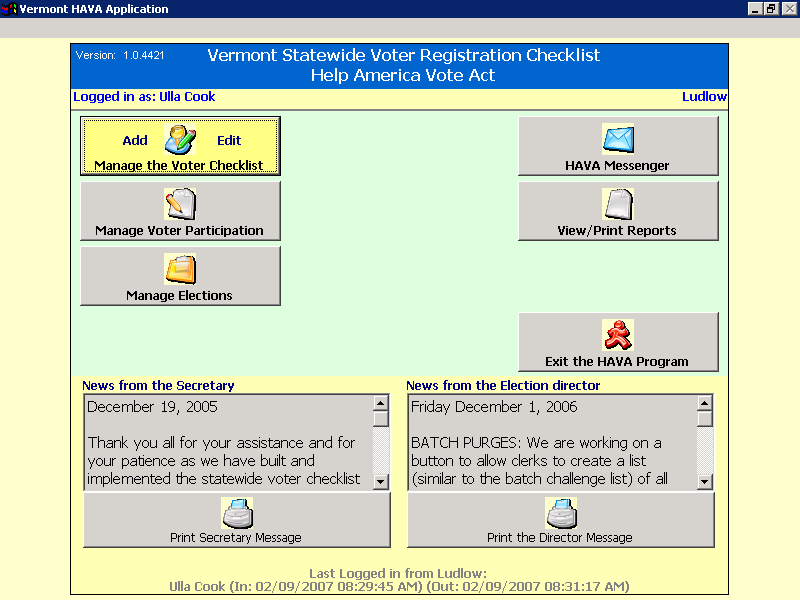 Vermont HAVA Application
Version: 1.0.4421
Vermont Statewide Voter Registration Checklist
Help America Vote Act
Logged in as: Ulla Cook
Ludlow
Add Edit
Manage the Voter Checklist
HAVA Messenger
Manage Voter Participation
View/Print Reports
Manage Elections
Exit the HAVA Program
News from the Secretary
December 19, 2005
Thank you all for your assistance and for
your patience as we have built and
implemented the statewide voter checklist
Print Secretary Message
News from the Election director
Friday December 1, 2006
BATCH PURGES: We are working on a
button to allow clerks to create a list
(similar to the batch challenge list) of all
Print the Director Message
Last Logged in from Ludlow:
Ulla Cook (In: 02/09/2007 08:29:45 AM) (Out: 02/09/2007 08:31:17 AM)